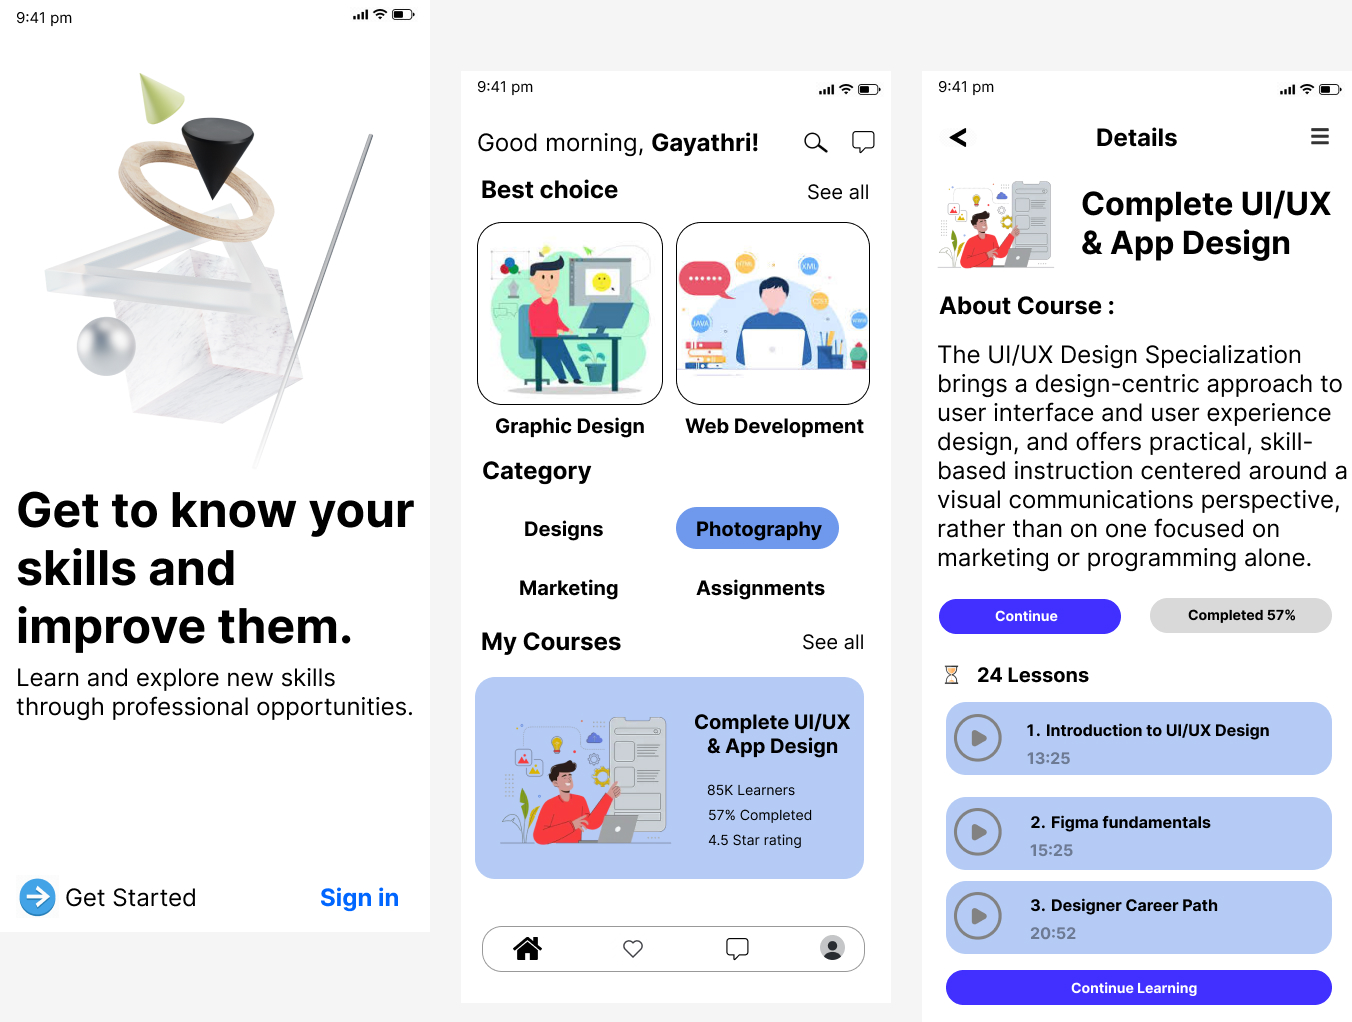 9:41 pm
Get to know your
skills and
improve them.
Learn and explore new skills
through professional opportunities.
Get Started
Sign in
9:41 pm
Good morning, Gayathri!
Best choice
See all
HTML
XML
CSS
JAVA
Graphic Design
Web Development
Category
Designs
Photography
Marketing
Assignments
My Courses
See all
Complete UI/UX
& App Design
85K Learners
57% Completed
4.5 Star rating
9:41 pm
Details
Complete UI/UX
& App Design
About Course :
The UI/UX Design Specialization
brings a design-centric approach to
user interface and user experience
design, and offers practical, skill-
based instruction centered around a
visual communications perspective,
rather than on one focused on
marketing or programming alone.
Continue
Completed 57%
24 Lessons
1. Introduction to UI/UX Design
13:25
2. Figma fundamentals
15:25
3. Designer Career Path
20:52
Continue Learning